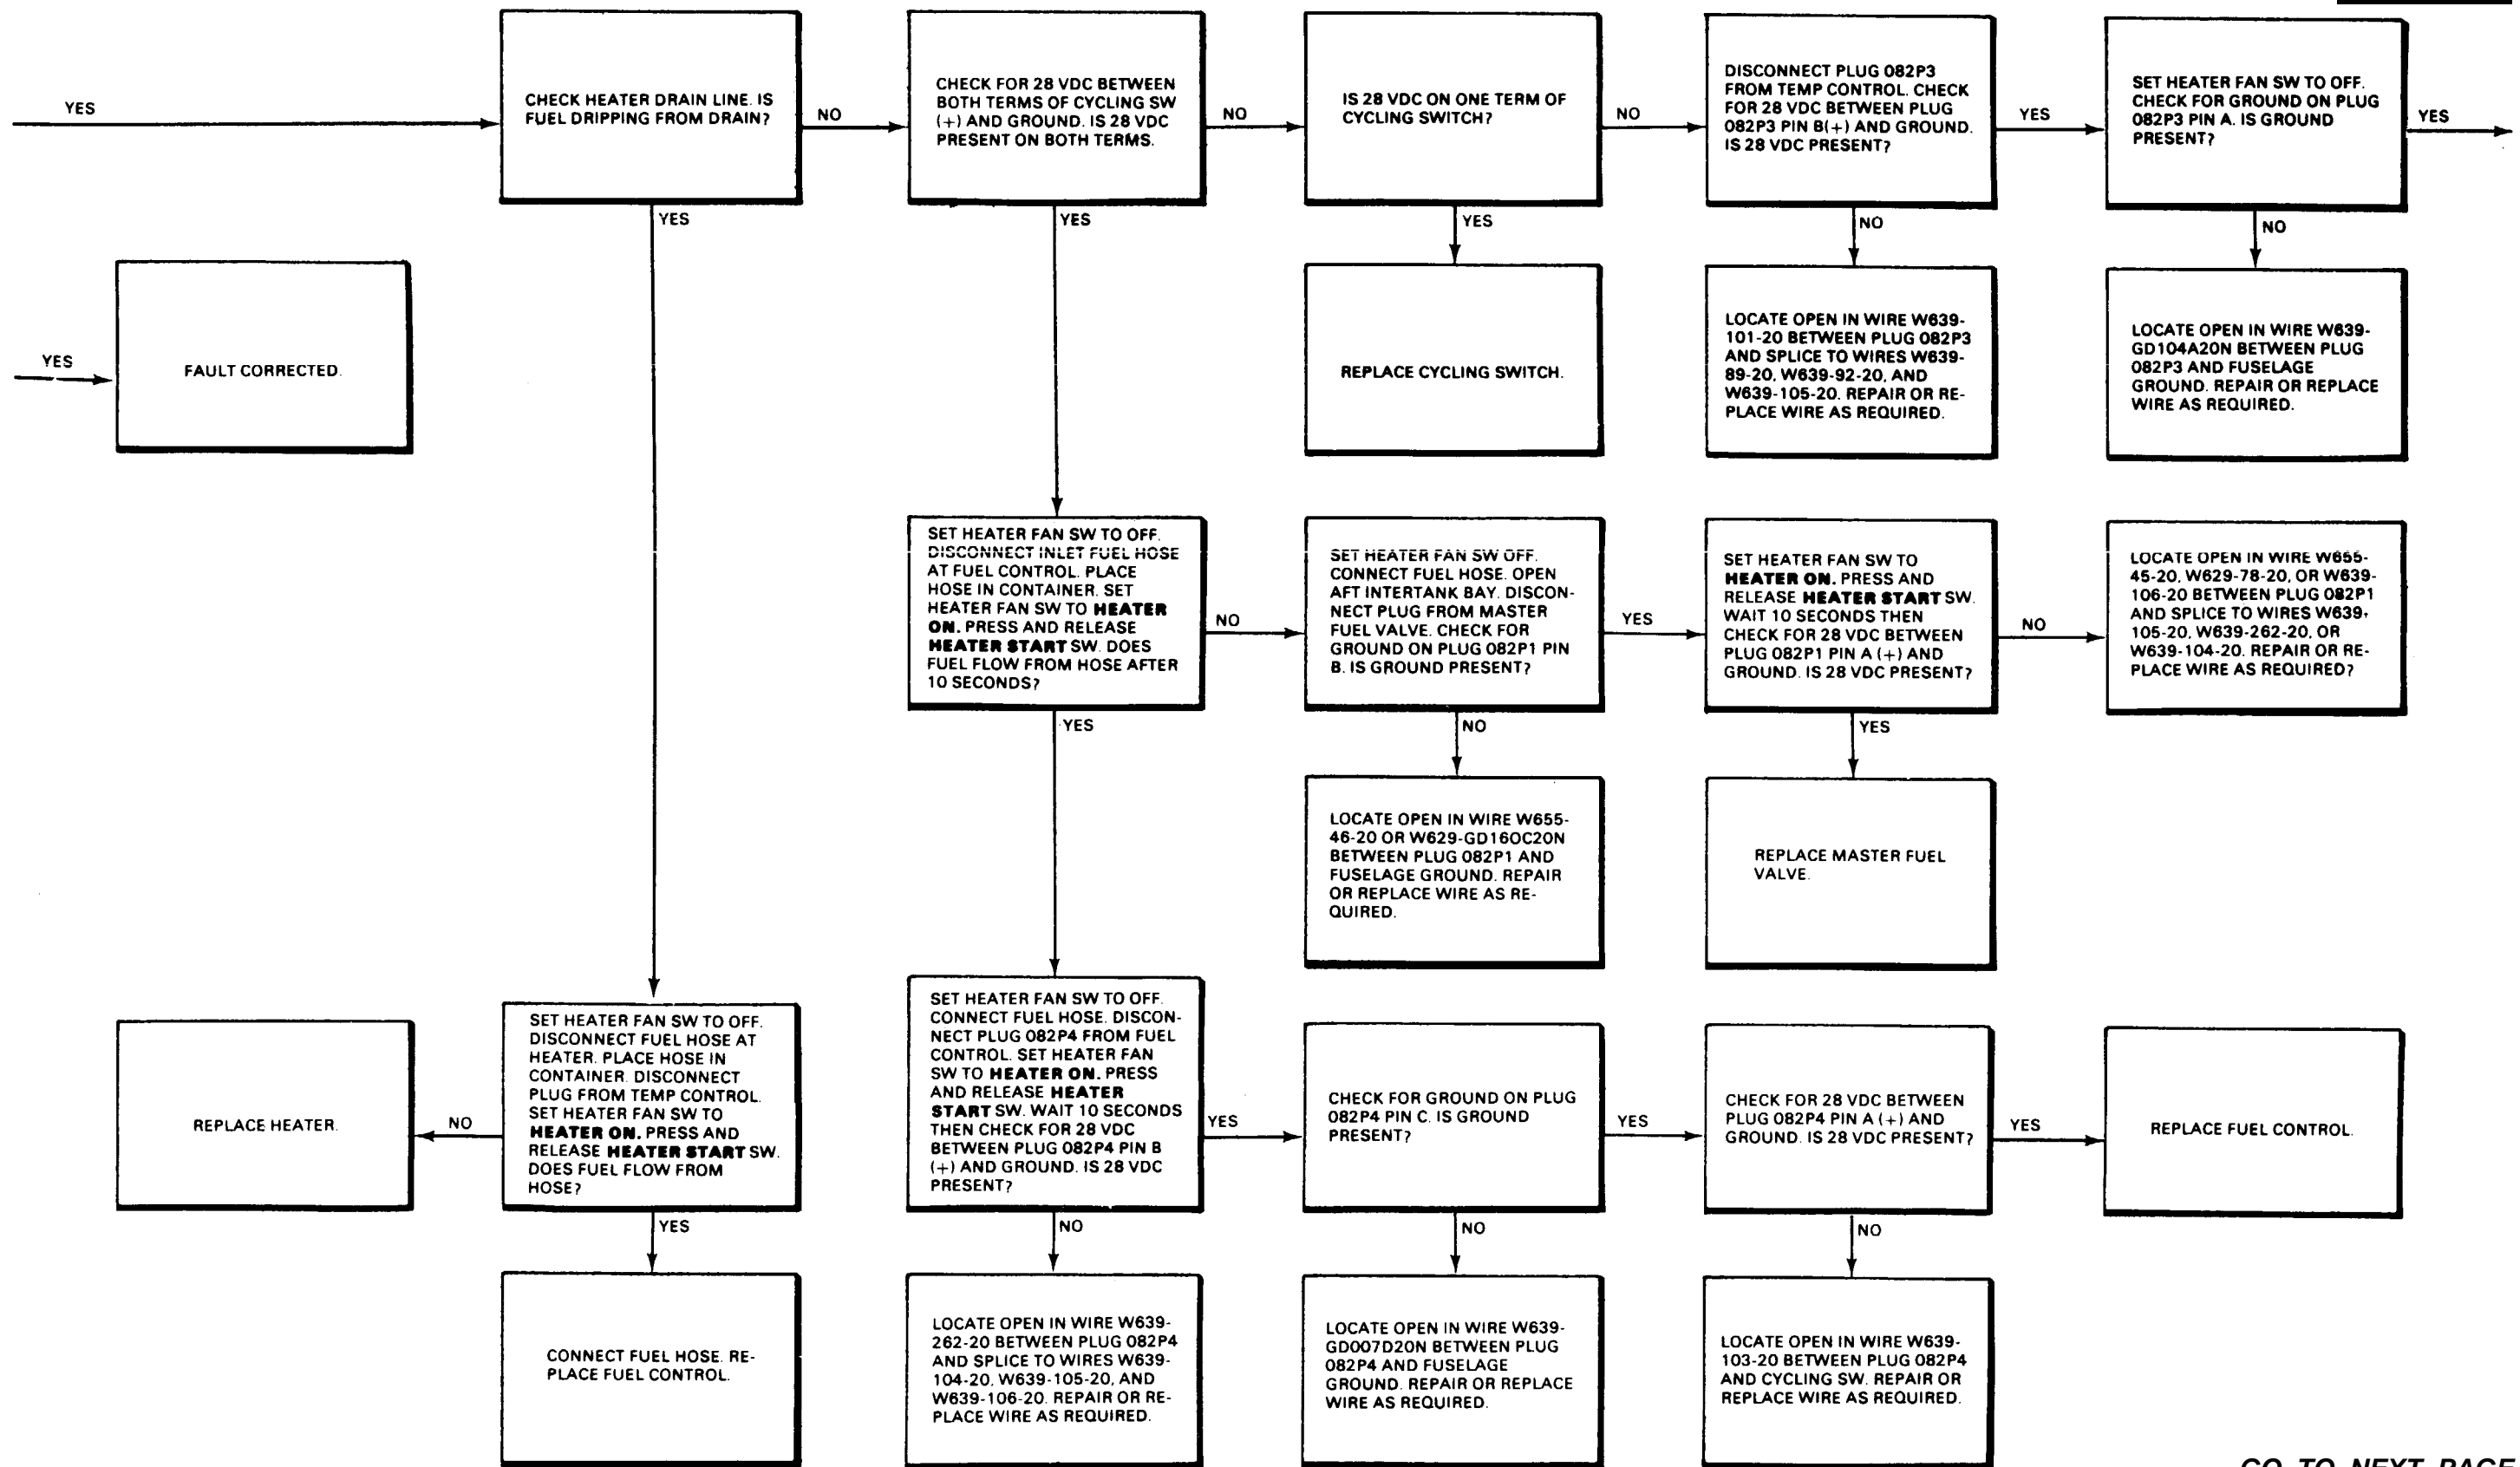 YES
CHECK HEATER DRAIN LINE. IS
FUEL DRIPPING FROM DRAIN?
NO
CHECK FOR 28 VDC BETWEEN
BOTH TERMS OF CYCLING SW
(+) AND GROUND. IS 28 VDC
PRESENT ON BOTH TERMS.
NO
IS 28 VDC ON ONE TERM OF
CYCLING SWITCH?
NO
DISCONNECT PLUG 082P3
FROM TEMP CONTROL. CHECK
FOR 28 VDC BETWEEN PLUG
082P3 PIN B(+) AND GROUND.
IS 28 VDC PRESENT?
YES
SET HEATER FAN SW TO OFF.
CHECK FOR GROUND ON PLUG
082P3 PIN A. IS GROUND
PRESENT?
YES
YES
YES
YES
NO
NO
YES
FAULT CORRECTED.
REPLACE CYCLING SWITCH.
LOCATE OPEN IN WIRE W639-
101-20 BETWEEN PLUG 082P3
AND SPLICE TO WIRES W639-
89-20, W639-92-20, AND
W639-105-20. REPAIR OR RE-
PLACE WIRE AS REQUIRED.
LOCATE OPEN IN WIRE W639-
GD104A20N BETWEEN PLUG
082P3 AND FUSELAGE
GROUND. REPAIR OR REPLACE
WIRE AS REQUIRED.
SET HEATER FAN SW TO OFF.
DISCONNECT INLET FUEL HOSE
AT FUEL CONTROL. PLACE
HOSE IN CONTAINER. SET
HEATER FAN SW TO HEATER
ON. PRESS AND RELEASE
HEATER START SW. DOES
FUEL FLOW FROM HOSE AFTER
10 SECONDS?
NO
SET HEATER FAN SW OFF.
CONNECT FUEL HOSE. OPEN
AFT INTERTANK BAY. DISCON-
NECT PLUG FROM MASTER
FUEL VALVE. CHECK FOR
GROUND ON PLUG 082P1 PIN
B. IS GROUND PRESENT?
YES
SET HEATER FAN SW TO
HEATER ON. PRESS AND
RELEASE HEATER START SW.
WAIT 10 SECONDS THEN
CHECK FOR 28 VDC BETWEEN
PLUG 082P1 PIN A (+) AND
GROUND. IS 28 VDC PRESENT?
NO
LOCATE OPEN IN WIRE W655-
45-20, W629-78-20, OR W639-
106-20 BETWEEN PLUG 082P1
AND SPLICE TO WIRES W639-
105-20, W639-262-20, OR
W639-104-20. REPAIR OR RE-
PLACE WIRE AS REQUIRED?
YES
NO
YES
LOCATE OPEN IN WIRE W655-
46-20 OR W629-GD160C20N
BETWEEN PLUG 082P1 AND
FUSELAGE GROUND. REPAIR
OR REPLACE WIRE AS RE-
QUIRED.
REPLACE MASTER FUEL
VALVE.
REPLACE HEATER.
NO
SET HEATER FAN SW TO OFF.
DISCONNECT FUEL HOSE AT
HEATER. PLACE HOSE IN
CONTAINER. DISCONNECT
PLUG FROM TEMP CONTROL.
SET HEATER FAN SW TO
HEATER ON. PRESS AND
RELEASE HEATER START SW.
DOES FUEL FLOW FROM
HOSE?
SET HEATER FAN SW TO OFF.
CONNECT FUEL HOSE. DISCON-
NECT PLUG 082P4 FROM FUEL
CONTROL. SET HEATER FAN
SW TO HEATER ON. PRESS
AND RELEASE HEATER
START SW. WAIT 10 SECONDS
THEN CHECK FOR 28 VDC
BETWEEN PLUG 082P4 PIN B
(+) AND GROUND. IS 28 VDC
PRESENT?
YES
CHECK FOR GROUND ON PLUG
082P4 PIN C. IS GROUND
PRESENT?
YES
CHECK FOR 28 VDC BETWEEN
PLUG 082P4 PIN A (+) AND
GROUND. IS 28 VDC PRESENT?
YES
REPLACE FUEL CONTROL.
YES
NO
NO
NO
CONNECT FUEL HOSE. RE-
PLACE FUEL CONTROL.
LOCATE OPEN IN WIRE W639-
262-20 BETWEEN PLUG 082P4
AND SPLICE TO WIRES W639-
104-20, W639-105-20, AND
W639-106-20. REPAIR OR RE-
PLACE WIRE AS REQUIRED.
LOCATE OPEN IN WIRE W639-
GD007D20N BETWEEN PLUG
082P4 AND FUSELAGE
GROUND. REPAIR OR REPLACE
WIRE AS REQUIRED.
LOCATE OPEN IN WIRE W639-
103-20 BETWEEN PLUG 082P4
AND CYCLING SW. REPAIR OR
REPLACE WIRE AS REQUIRED.
GO TO NEXT PAGE